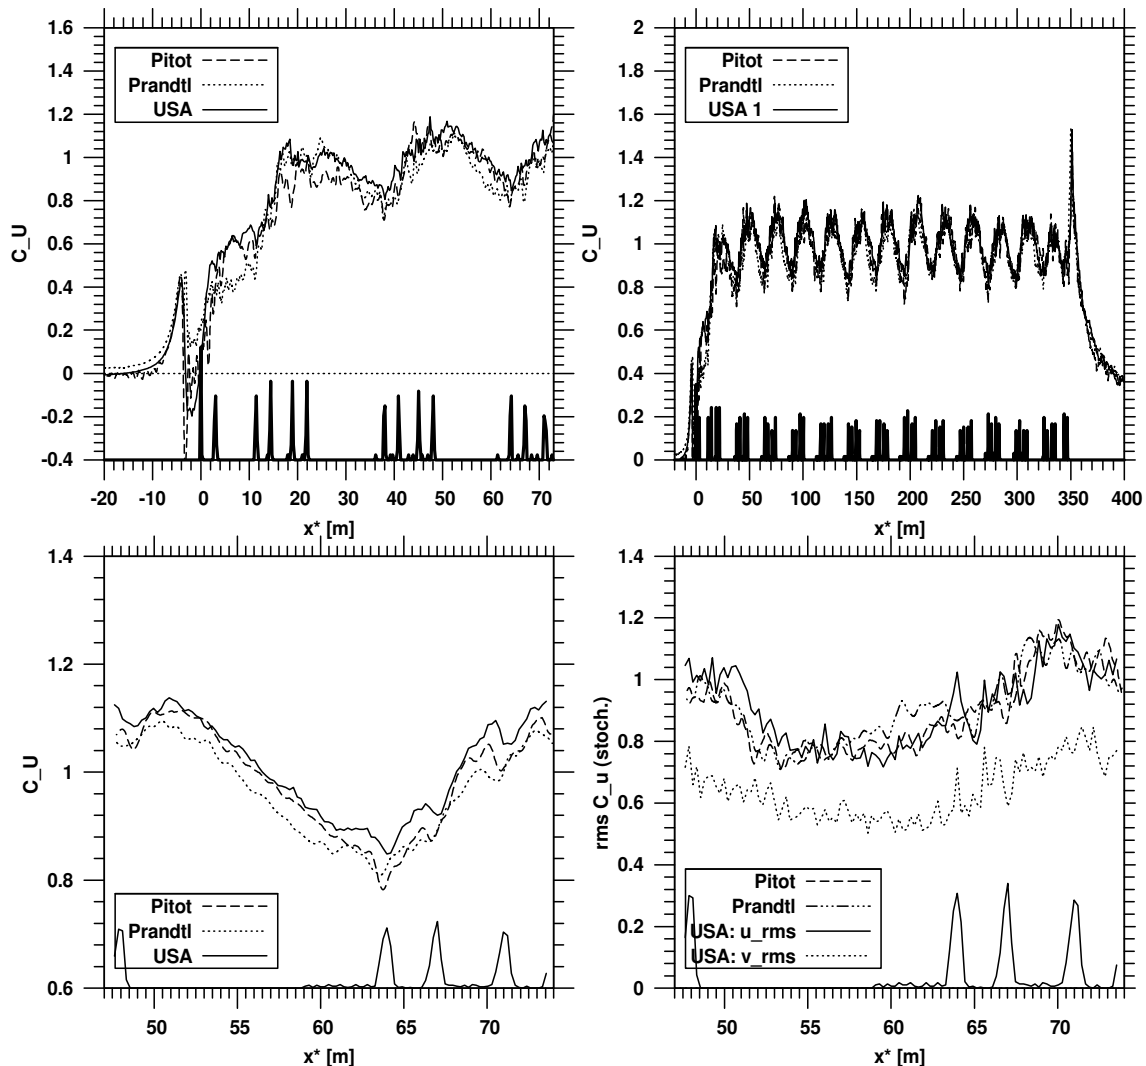 1.6
1.4
1.2
1
0.8
0.6
0.4
0.2
0
-0.2
-0.4
C_U
Pitot
Prandtl
USA
-20 -10 0 10 20 30 40 50 60 70
x* [m]
2
1.8
1.6
1.4
1.2
1
0.8
0.6
0.4
0.2
0
C_U
Pitot
Prandtl
USA 1
0 50 100 150 200 250 300 350 400
x* [m]
1.4
1.2
1
0.8
0.6
C_U
Pitot
Prandtl
USA
50 55 60 65 70
x* [m]
1.4
1.2
1
0.8
0.6
0.4
0.2
0
rms C_u (stoch.)
Pitot
Prandtl
USA: u_rms
USA: v_rms
50 55 60 65 70
x* [m]